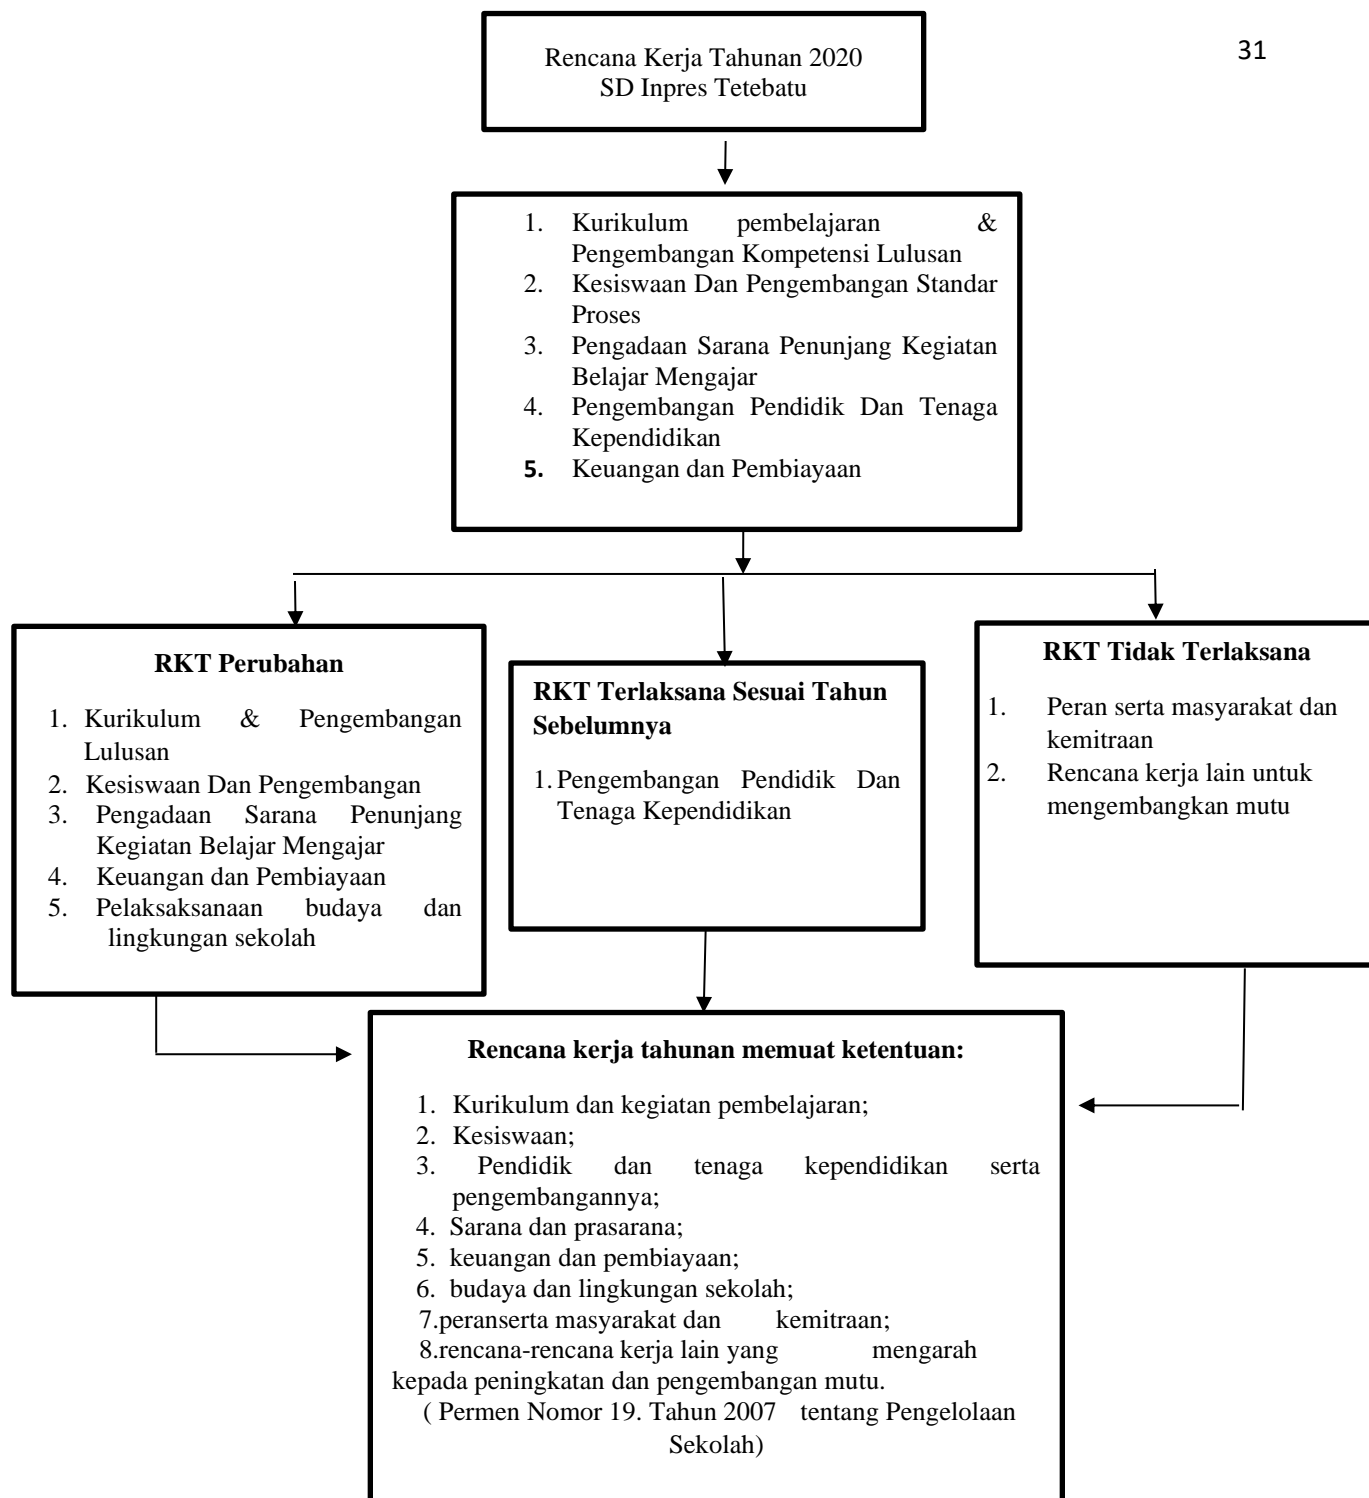 31
Rencana Kerja Tahunan 2020
SD Inpres Tetebatu
1. Kurikulum pembelajaran &
Pengembangan Kompetensi Lulusan
2. Kesiswaan Dan Pengembangan Standar
Proses
3. Pengadaan Sarana Penunjang Kegiatan
Belajar Mengajar
4. Pengembangan Pendidik Dan Tenaga
Kependidikan
5. Keuangan dan Pembiayaan
RKT Perubahan
1. Kurikulum & Pengembangan
Lulusan
2. Kesiswaan Dan Pengembangan
3. Pengadaan Sarana Penunjang
Kegiatan Belajar Mengajar
4. Keuangan dan Pembiayaan
5. Pelaksaksanaan budaya dan
lingkungan sekolah
RKT Terlaksana Sesuai Tahun
Sebelumnya
1. Pengembangan Pendidik Dan
Tenaga Kependidikan
RKT Tidak Terlaksana
1. Peran serta masyarakat dan
kemitraan
2. Rencana kerja lain untuk
mengembangkan mutu
Rencana kerja tahunan memuat ketentuan:
1. Kurikulum dan kegiatan pembelajaran;
2. Kesiswaan;
3. Pendidik dan tenaga kependidikan serta
pengembangannya;
4. Sarana dan prasarana;
5. keuangan dan pembiayaan;
6. budaya dan lingkungan sekolah;
7.peranserta masyarakat dan kemitraan;
8.rencana-rencana kerja lain yang mengarah
kepada peningkatan dan pengembangan mutu.
( Permen Nomor 19. Tahun 2007 tentang Pengelolaan
Sekolah)